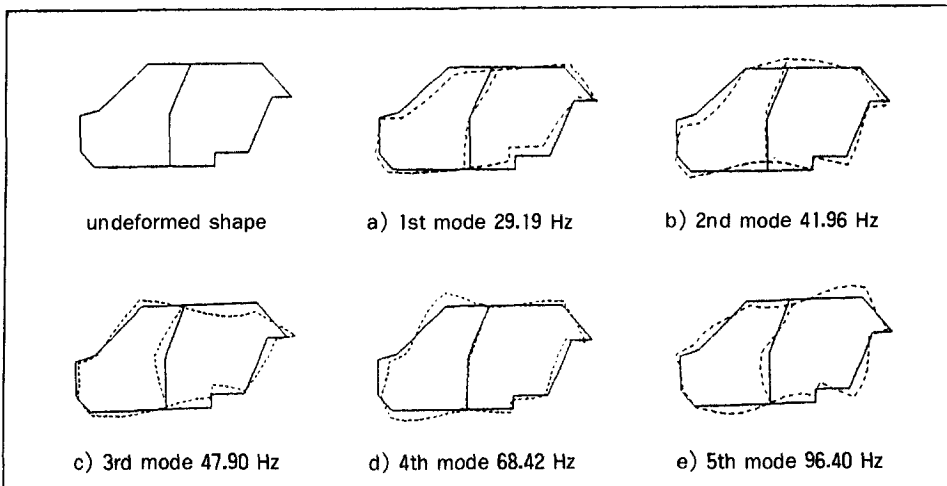 undeformed shape
a) 1st mode 29.19 Hz
b) 2nd mode 41.96 Hz
c) 3rd mode 47.90 Hz
d) 4th mode 68.42 Hz
e) 5th mode 96.40 Hz